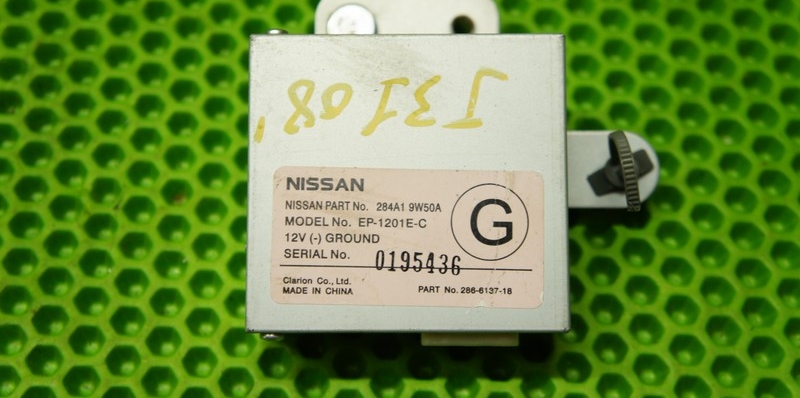 J31 08'
NISSAN
NISSAN PART No. 284A1 9W50A
MODEL No. EP-1201E-C
12V (-) GROUND
SERIAL No. 0195436
G
Clarion Co., Ltd.
MADE IN CHINA PART No. 286-6137-18